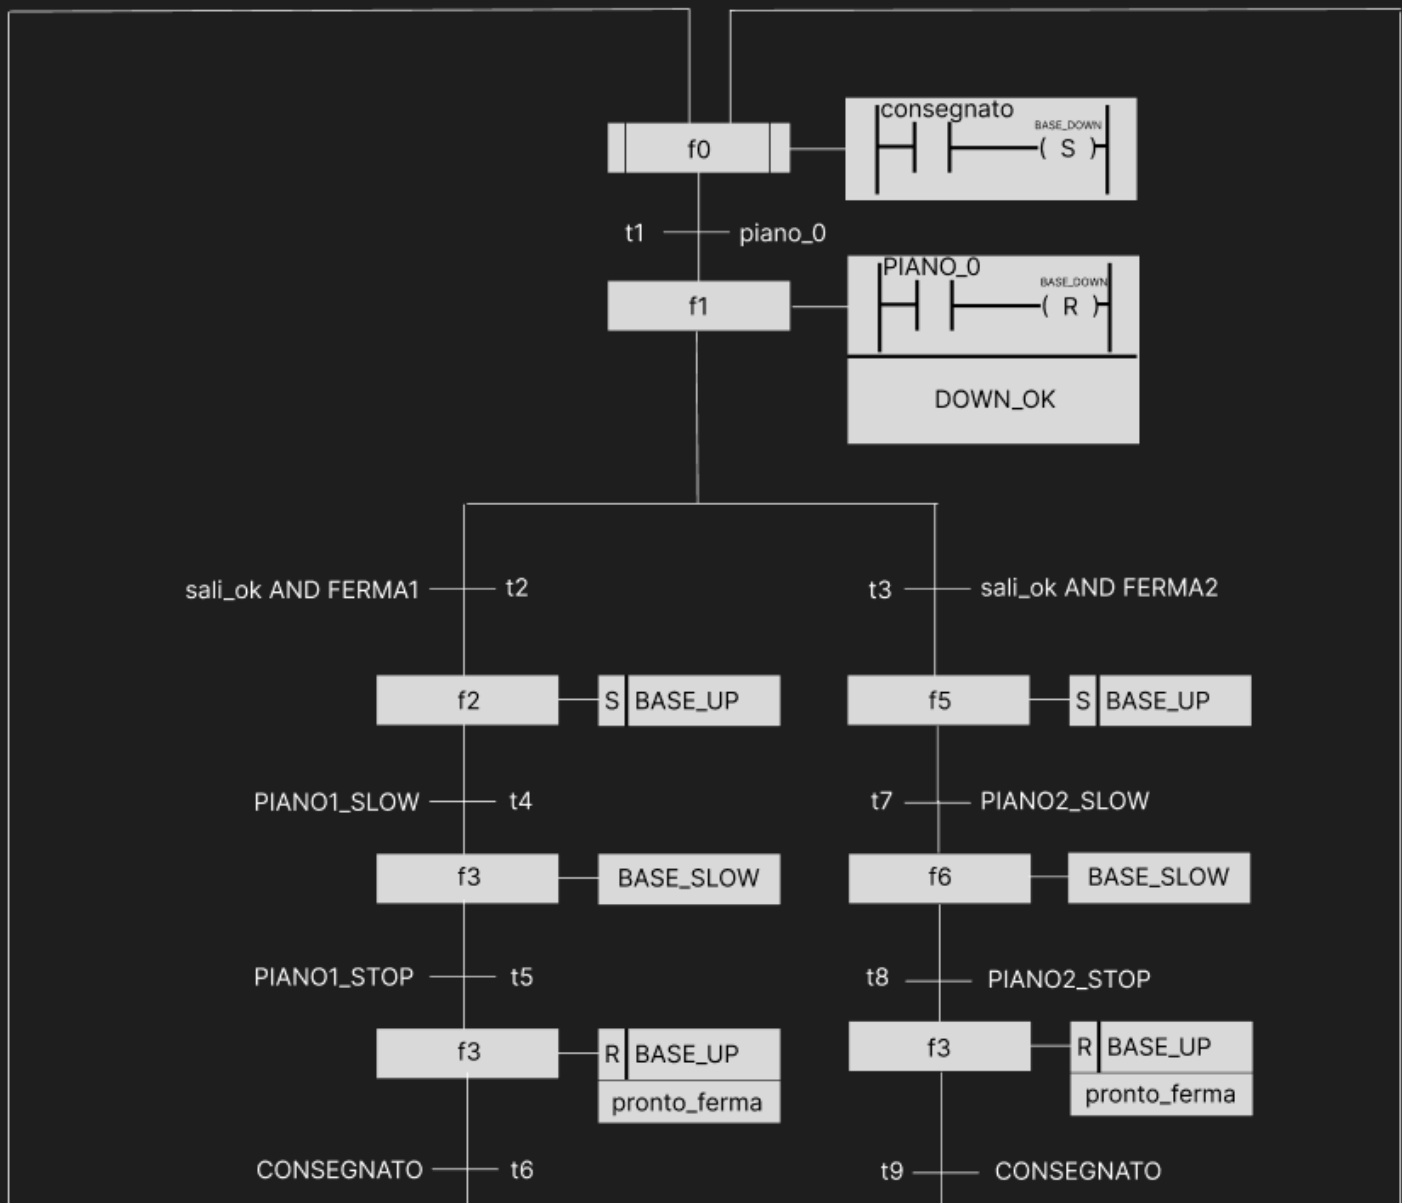 consegnato
BASE_DOWN
f0
( S )
t1
piano_0
PIANO_0
BASE_DOWN
f1
( R )
DOWN_OK
sali_ok AND FERMA1
t2
t3
sali_ok AND FERMA2
f2
S
BASE_UP
f5
S
BASE_UP
PIANO1_SLOW
t4
t7
PIANO2_SLOW
f3
BASE_SLOW
f6
BASE_SLOW
PIANO1_STOP
t5
t8
PIANO2_STOP
f3
R
BASE_UP
f3
R
BASE_UP
pronto_ferma
pronto_ferma
CONSEGNATO
t6
t9
CONSEGNATO